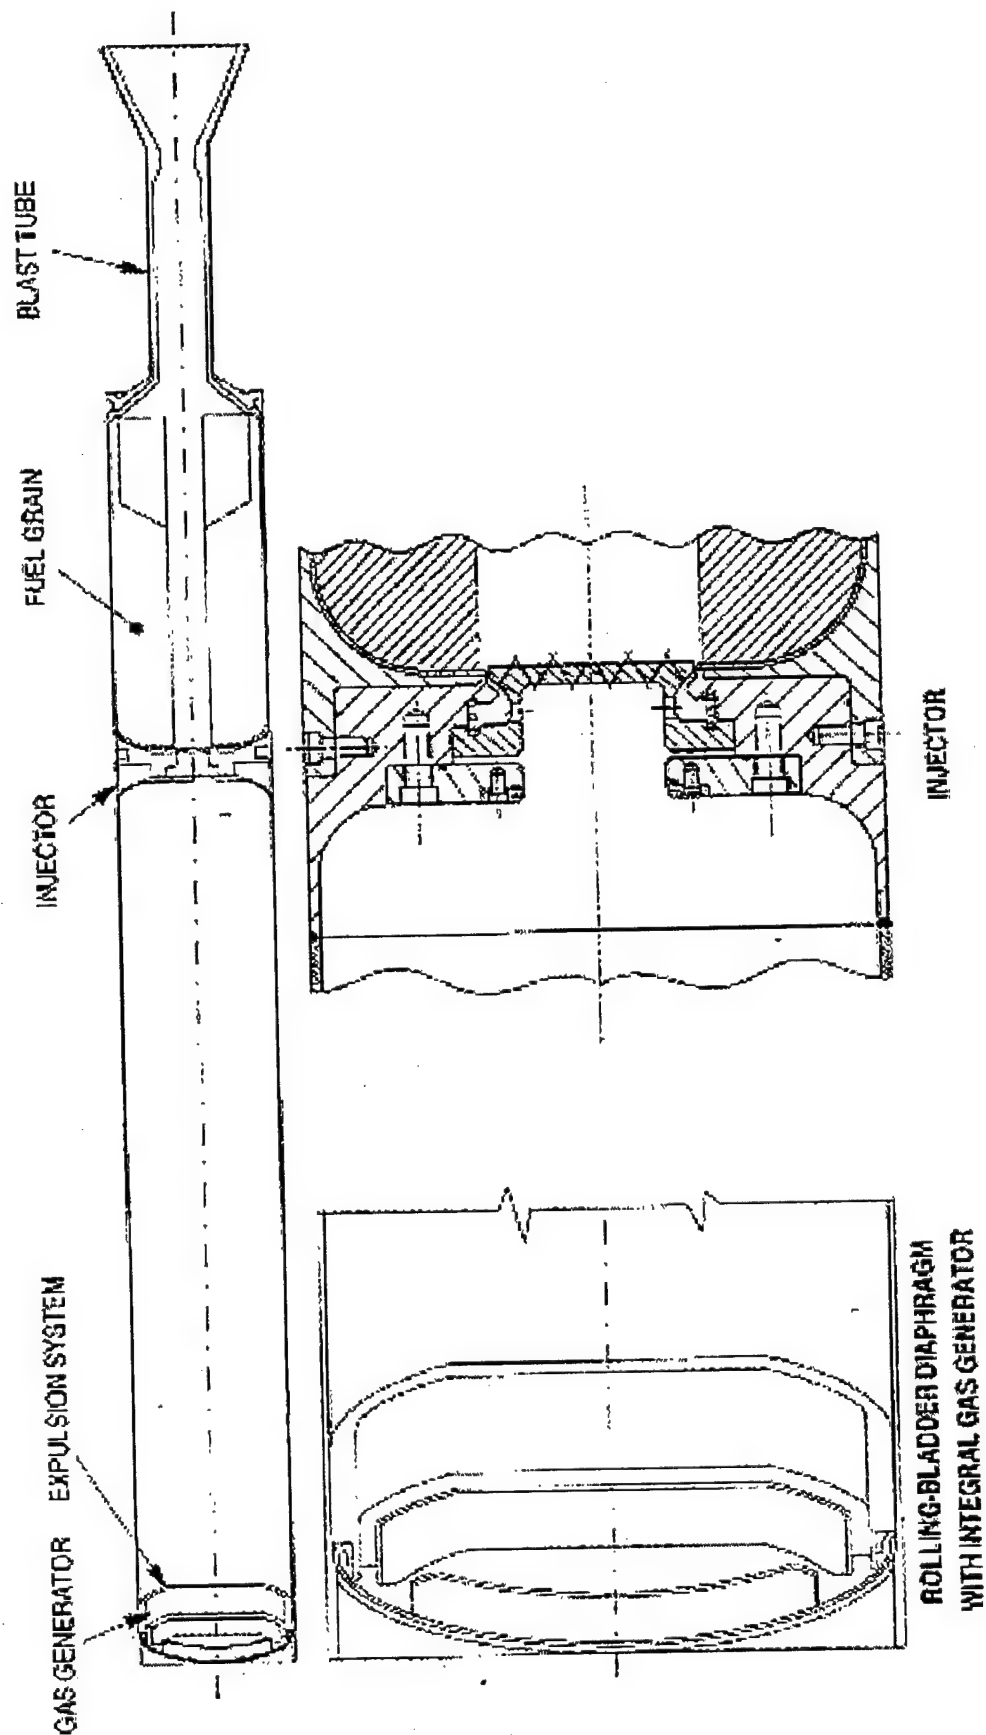 GAS GENERATOR
EXPULSION SYSTEM
INJECTOR
FUEL GRAIN
BLAST TUBE
ROLLING-BLADDER DIAPHRAGM
WITH INTEGRAL GAS GENERATOR
INJECTOR